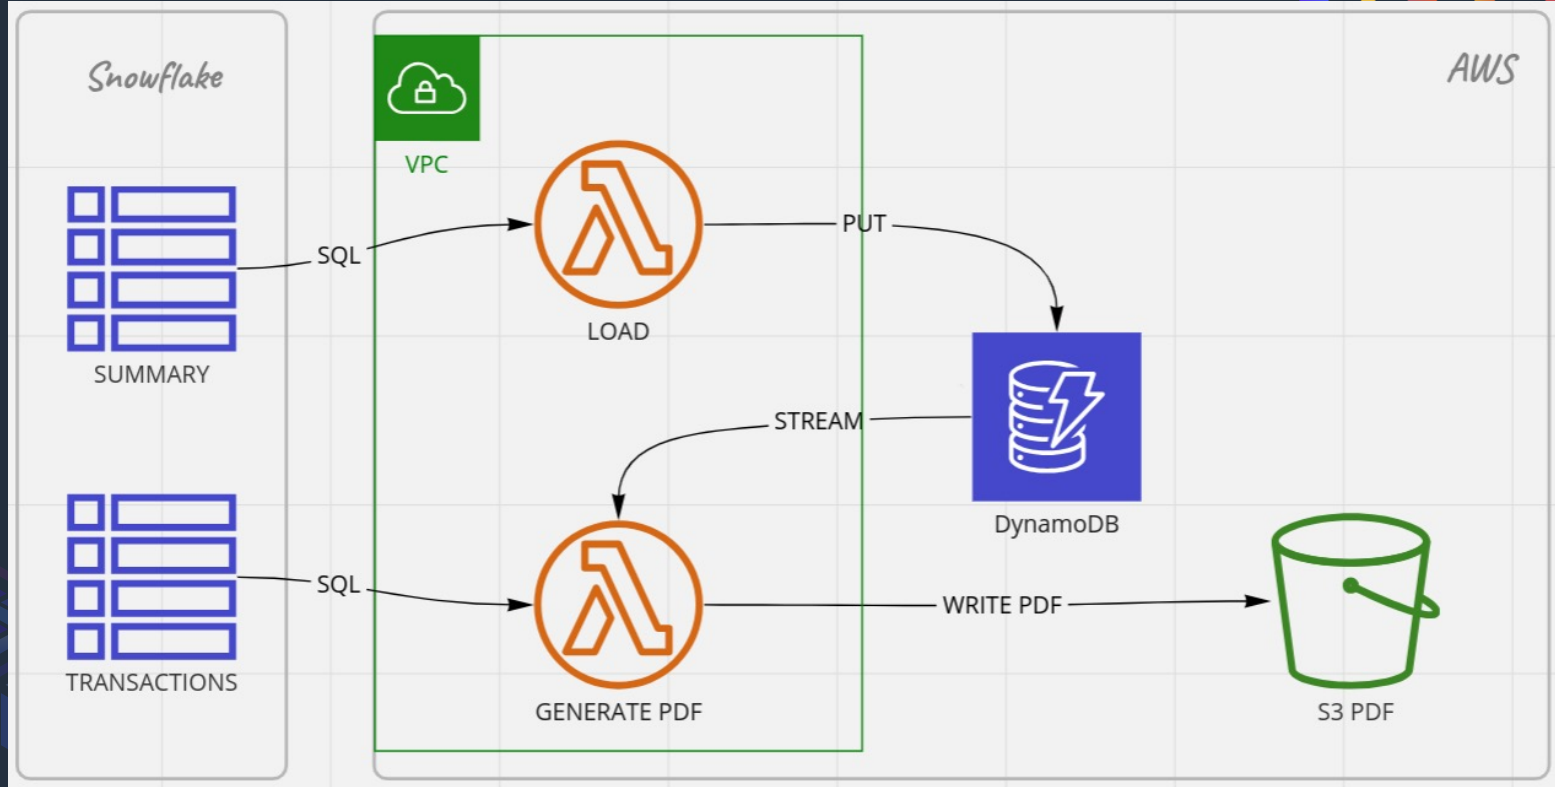 Snowflake
AWS
VPC
SQL
PUT
LOAD
SUMMARY
STREAM
DynamoDB
SQL
WRITE PDF
TRANSACTIONS
GENERATE PDF
S3 PDF